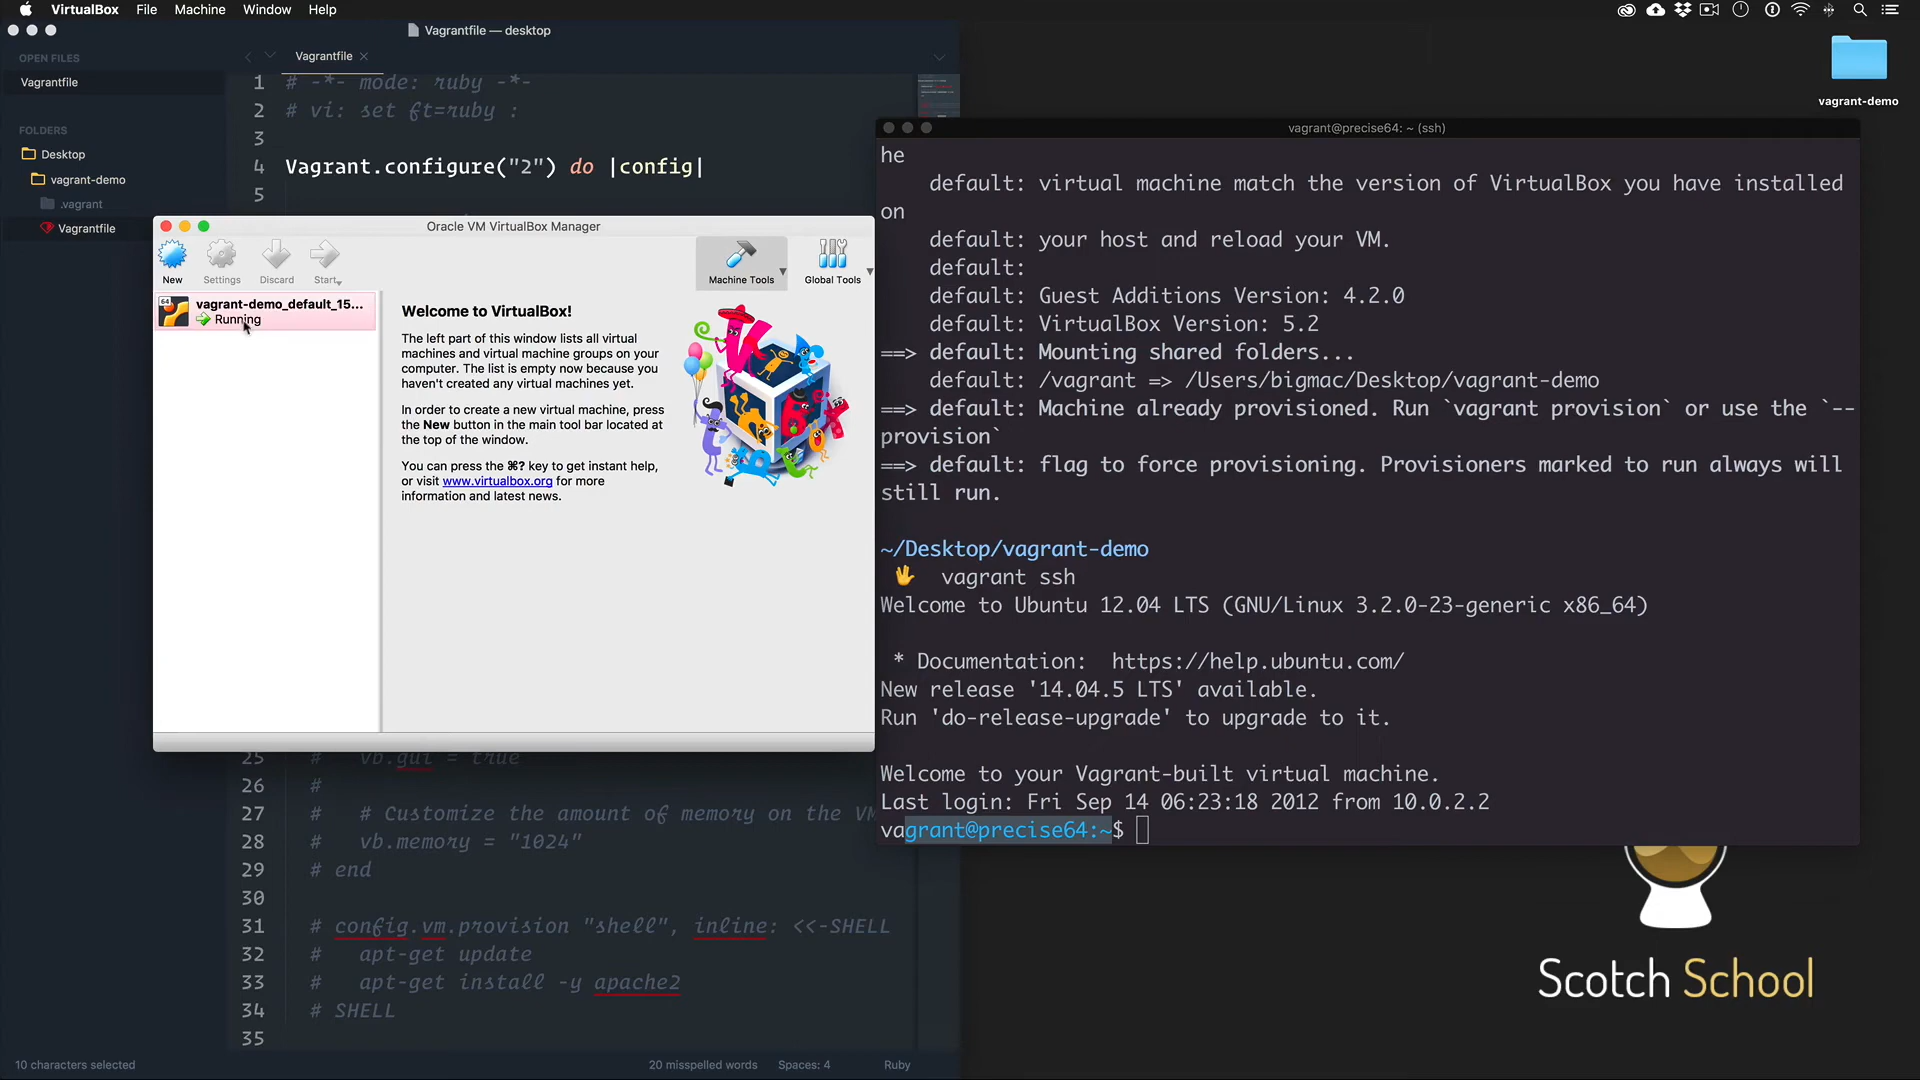 VirtualBox File Machine Window Help
Vagrantfile — desktop
OPEN FILES
Vagrantfile
FOLDERS
Desktop
vagrant-demo
.vagrant
Vagrantfile
Vagrantfile ×
1 # -*- mode: ruby -*-
2 # vi: set ft=ruby :
3
4 Vagrant.configure("2") do |config|
5
Oracle VM VirtualBox Manager
New Settings Discard Start Machine Tools Global Tools
64
vagrant-demo_default_15...
Running
Welcome to VirtualBox!
The left part of this window lists all virtual
machines and virtual machine groups on your
computer. The list is empty now because you
haven't created any virtual machines yet.
In order to create a new virtual machine, press
the New button in the main tool bar located at
the top of the window.
You can press the ⌘? key to get instant help,
or visit www.virtualbox.org for more
information and latest news.
25 # vb.gui = true
26 #
27 # # Customize the amount of memory on the VM
28 # vb.memory = "1024"
29 # end
30
31 # config.vm.provision "shell", inline: <<-SHELL
32 # apt-get update
33 # apt-get install -y apache2
34 # SHELL
35
10 characters selected 20 misspelled words Spaces: 4 Ruby
vagrant-demo
vagrant@precise64: ~ (ssh)
he
default: virtual machine match the version of VirtualBox you have installed
on
default: your host and reload your VM.
default:
default: Guest Additions Version: 4.2.0
default: VirtualBox Version: 5.2
==> default: Mounting shared folders...
default: /vagrant => /Users/bigmac/Desktop/vagrant-demo
==> default: Machine already provisioned. Run `vagrant provision` or use the `--
provision`
==> default: flag to force provisioning. Provisioners marked to run always will
still run.
~/Desktop/vagrant-demo
🖖 vagrant ssh
Welcome to Ubuntu 12.04 LTS (GNU/Linux 3.2.0-23-generic x86_64)
* Documentation: https://help.ubuntu.com/
New release '14.04.5 LTS' available.
Run 'do-release-upgrade' to upgrade to it.
Welcome to your Vagrant-built virtual machine.
Last login: Fri Sep 14 06:23:18 2012 from 10.0.2.2
vagrant@precise64:~$
Scotch School